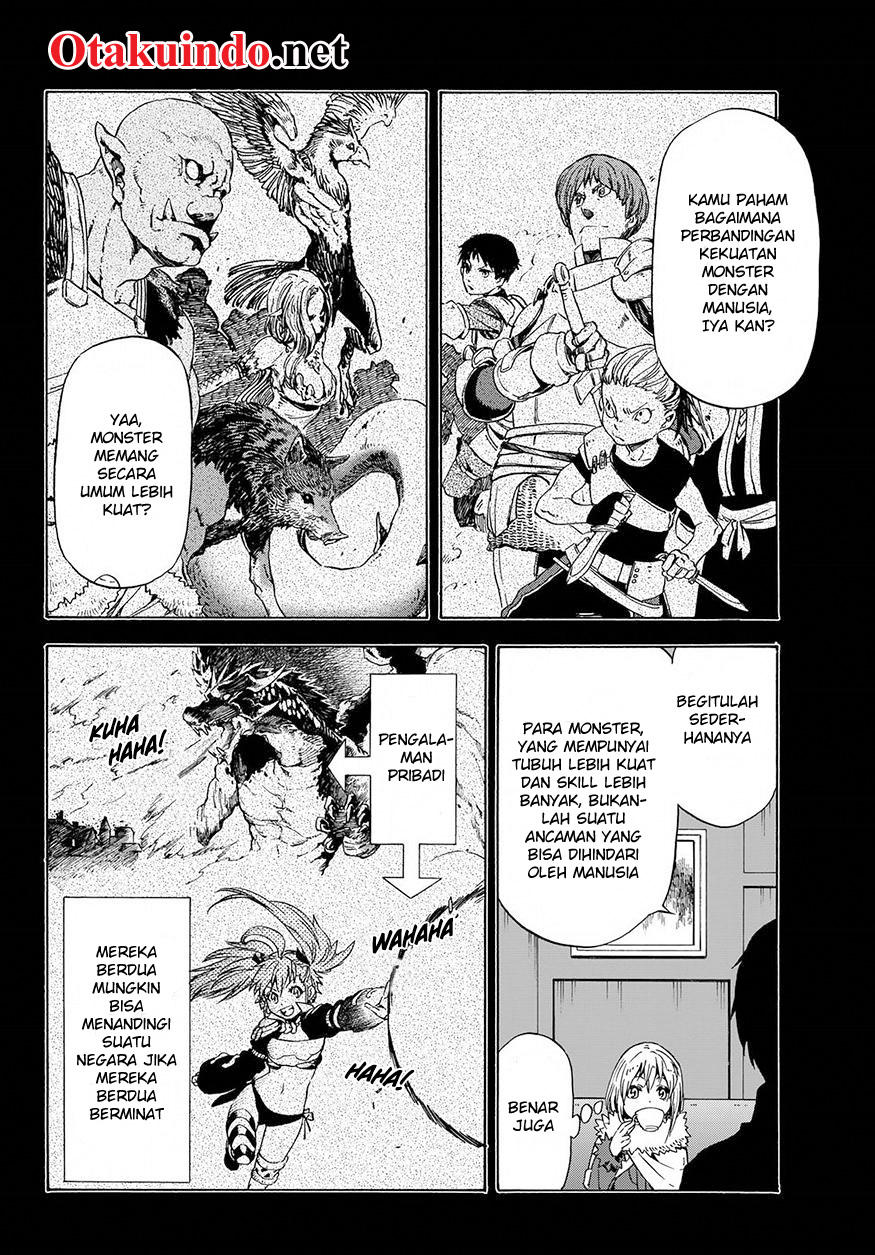 Otakuindo.net
KAMU PAHAM
BAGAIMANA
PERBANDINGAN
KEKUATAN
MONSTER
DENGAN
MANUSIA,
IYA KAN?
YAA,
MONSTER
MEMANG
SECARA
UMUM LEBIH
KUAT?
BEGITULAH
SEDER-
HANANYA
PARA MONSTER,
YANG MEMPUNYAI
TUBUH LEBIH KUAT
DAN SKILL LEBIH
BANYAK, BUKAN-
LAH SUATU
ANCAMAN YANG
BISA DIHINDARI
OLEH MANUSIA
BENAR
JUGA
PENGALA-
MAN
PRIBADI
KUHA
HAHA!
WAHAHA
HAHA!
MEREKA
BERDUA
MUNGKIN
BISA
MENANDINGI
SUATU
NEGARA JIKA
MEREKA
BERDUA
BERMINAT